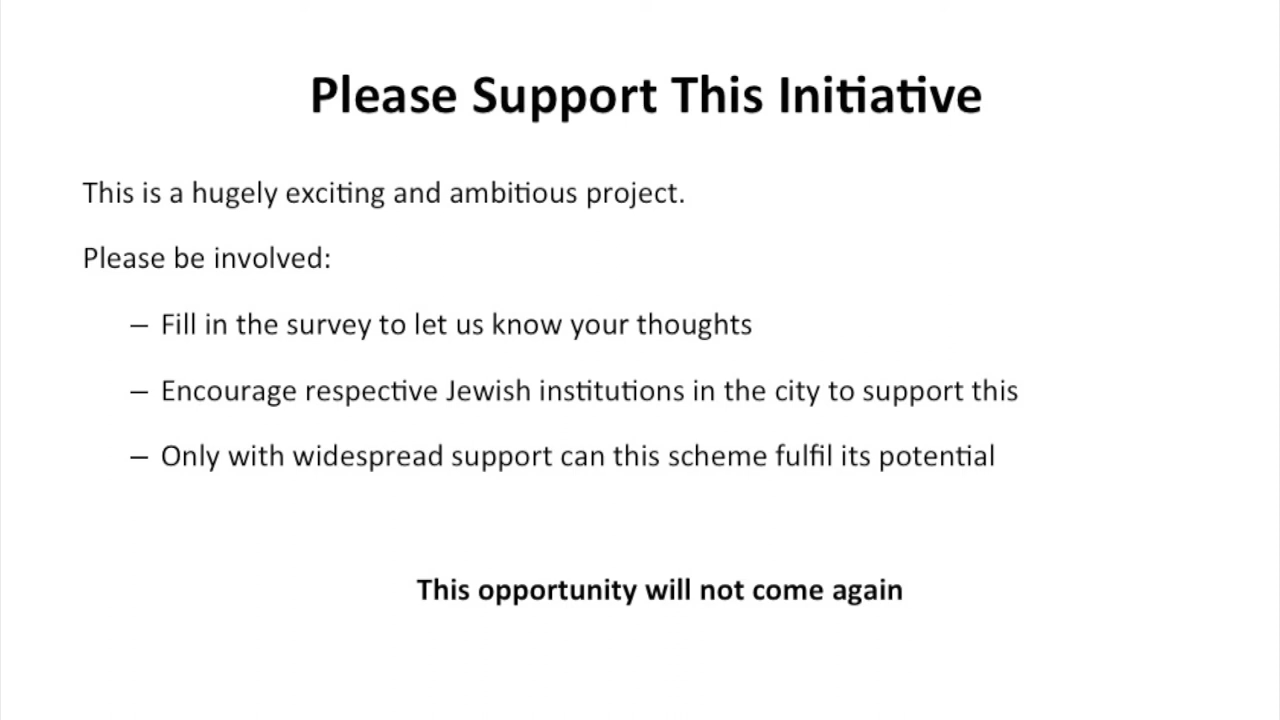 Please Support This Initiative
This is a hugely exciting and ambitious project.
Please be involved:
– Fill in the survey to let us know your thoughts
– Encourage respective Jewish institutions in the city to support this
– Only with widespread support can this scheme fulfil its potential
This opportunity will not come again